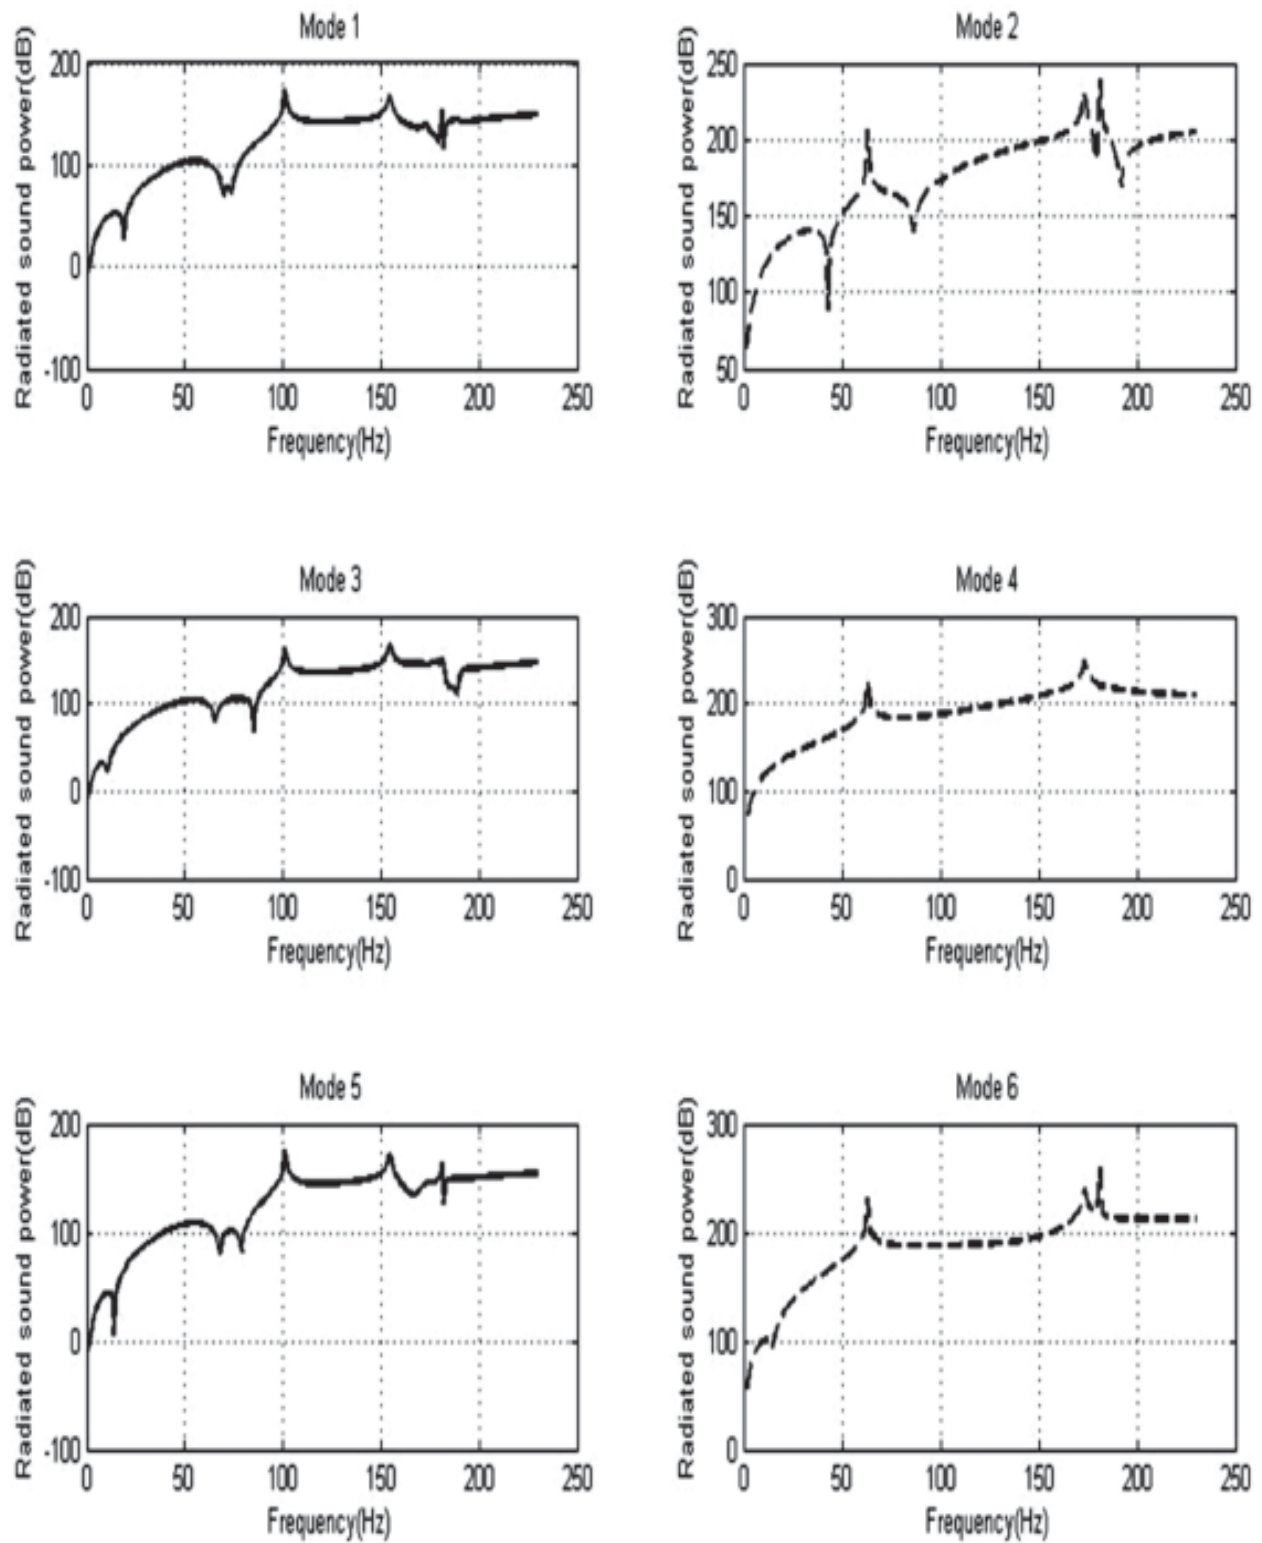 Mode 1
Radiated sound power(dB)
200
100
0
-100
0 50 100 150 200 250
Frequency(Hz)
Mode 2
Radiated sound power(dB)
250
200
150
100
50
0 50 100 150 200 250
Frequency(Hz)
Mode 3
Radiated sound power(dB)
200
100
0
-100
0 50 100 150 200 250
Frequency(Hz)
Mode 4
Radiated sound power(dB)
300
200
100
0
0 50 100 150 200 250
Frequency(Hz)
Mode 5
Radiated sound power(dB)
200
100
0
-100
0 50 100 150 200 250
Frequency(Hz)
Mode 6
Radiated sound power(dB)
300
200
100
0
0 50 100 150 200 250
Frequency(Hz)